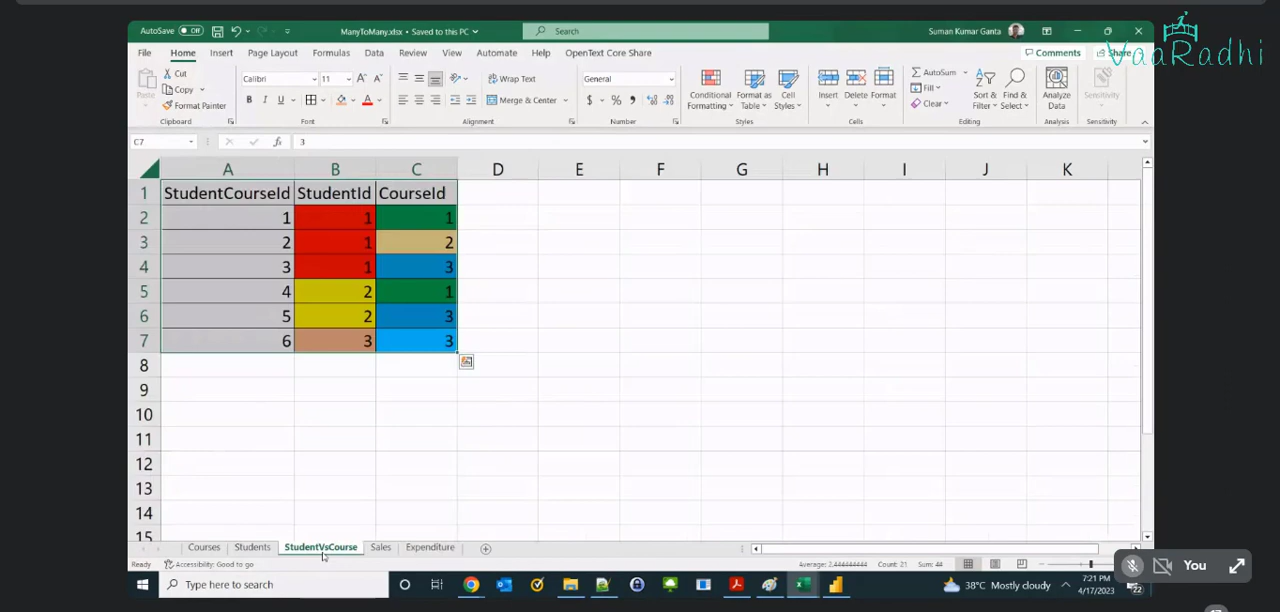 AutoSave Off ManyToMany.xlsx • Saved to this PC Search Suman Kumar Ganta
File Home Insert Page Layout Formulas Data Review View Automate Help OpenText Core Share Comments Share
VaaRadhi
Paste Cut Copy Format Painter Calibri 11 B I U Wrap Text Merge & Center General $ % Conditional Formatting Format as Table Cell Styles Insert Delete Format AutoSum Fill Clear Sort & Filter Find & Select Analyze Data Sensitivity
Clipboard Font Alignment Number Styles Cells Editing Analysis Sensitivity
C7 fx 3
A B C D E F G H I J K
1 StudentCourseId StudentId CourseId
2 1 1 1
3 2 1 2
4 3 1 3
5 4 2 1
6 5 2 3
7 6 3 3
8
9
10
11
12
13
14
15
Courses Students StudentVsCourse Sales Expenditure
Ready Accessibility: Good to go Average: 2.444444444 Count: 21 Sum: 44
Type here to search 38°C Mostly cloudy 7:21 PM
4/17/2023 22
You